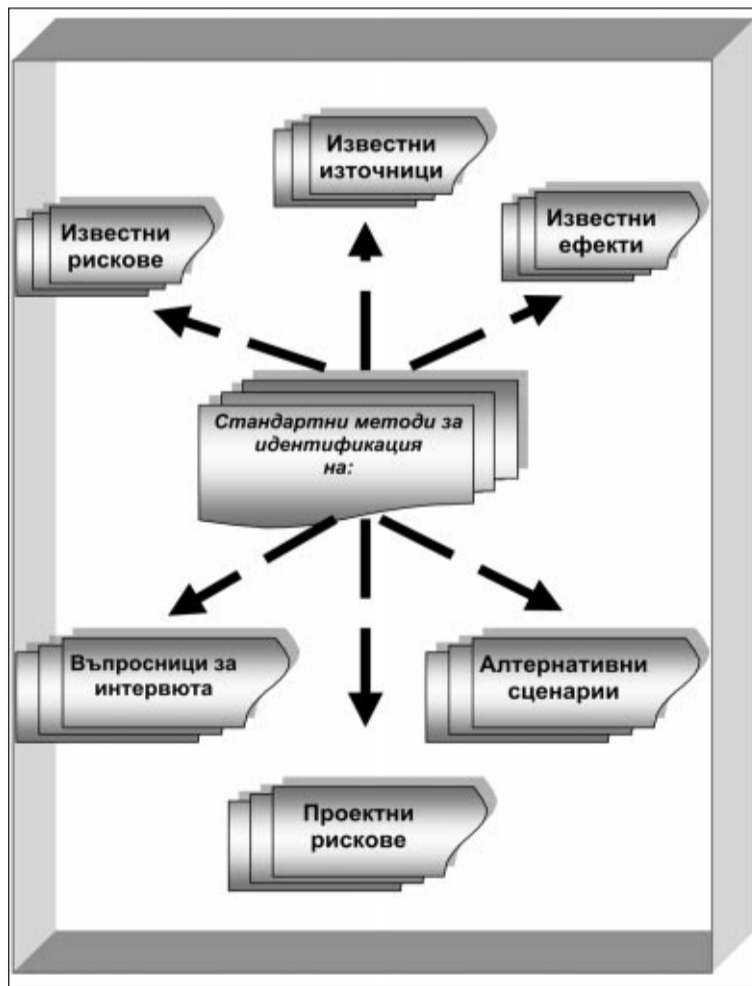 Известни
източници
Известни
рискове
Известни
ефекти
Стандартни методи за
идентификация
на:
Въпросници за
интервюта
Алтернативни
сценарии
Проектни
рискове